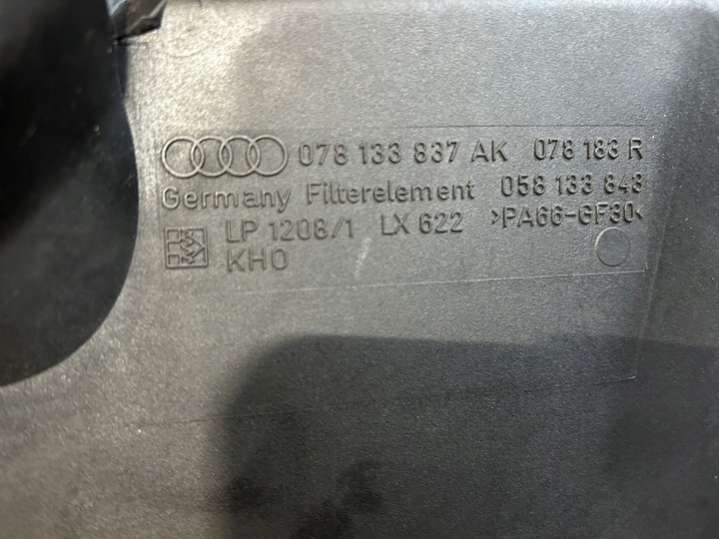 078 133 837 AK 078 183 R
Germany Filterelement 058 133 843
LP 1208/1 LX 622 >PA66-GF30<
KHO